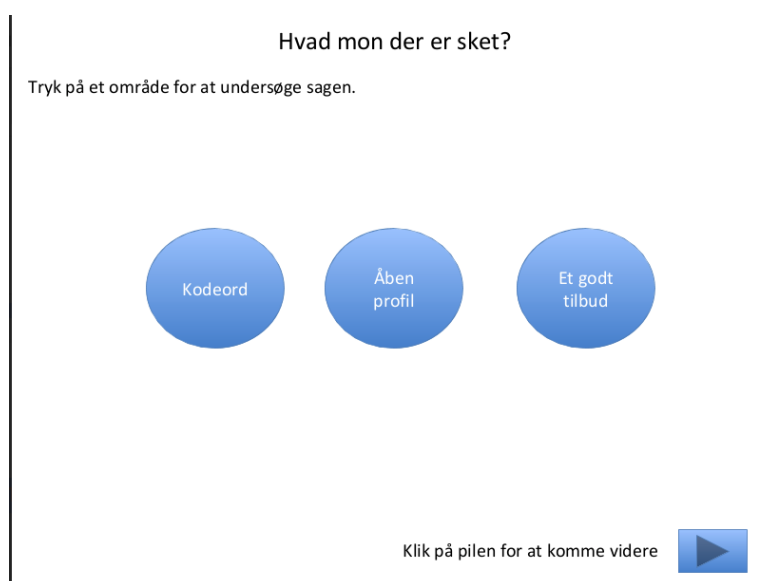 Hvad mon der er sket?
Tryk på et område for at undersøge sagen.
Kodeord
Åben
profil
Et godt
tilbud
Klik på pilen for at komme videre